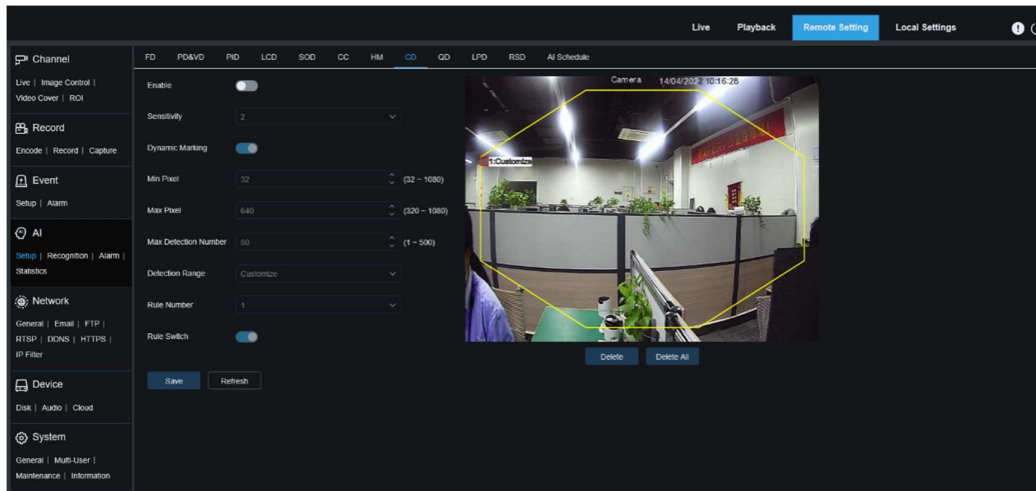 Live Playback Remote Setting Local Settings
Channel
Live | Image Control |
Video Cover | ROI
Record
Encode | Record | Capture
Event
Setup | Alarm
AI
Setup | Recognition | Alarm |
Statistics
Network
General | Email | FTP |
RTSP | DDNS | HTTPS |
IP Filter
Device
Disk | Audio | Cloud
System
General | Multi-User |
Maintenance | Information
FD PD&VD PID LCD SOD CC HM CD QD LPD RSD AI Schedule
Enable
Sensitivity 2
Dynamic Marking
Min Pixel 32 (32 ~ 1080)
Max Pixel 640 (320 ~ 1080)
Max Detection Number 50 (1 ~ 500)
Detection Range Customize
Rule Number 1
Rule Switch
Save Refresh
Camera 14/04/2022 10:16:28
1:Customize
Delete Delete All